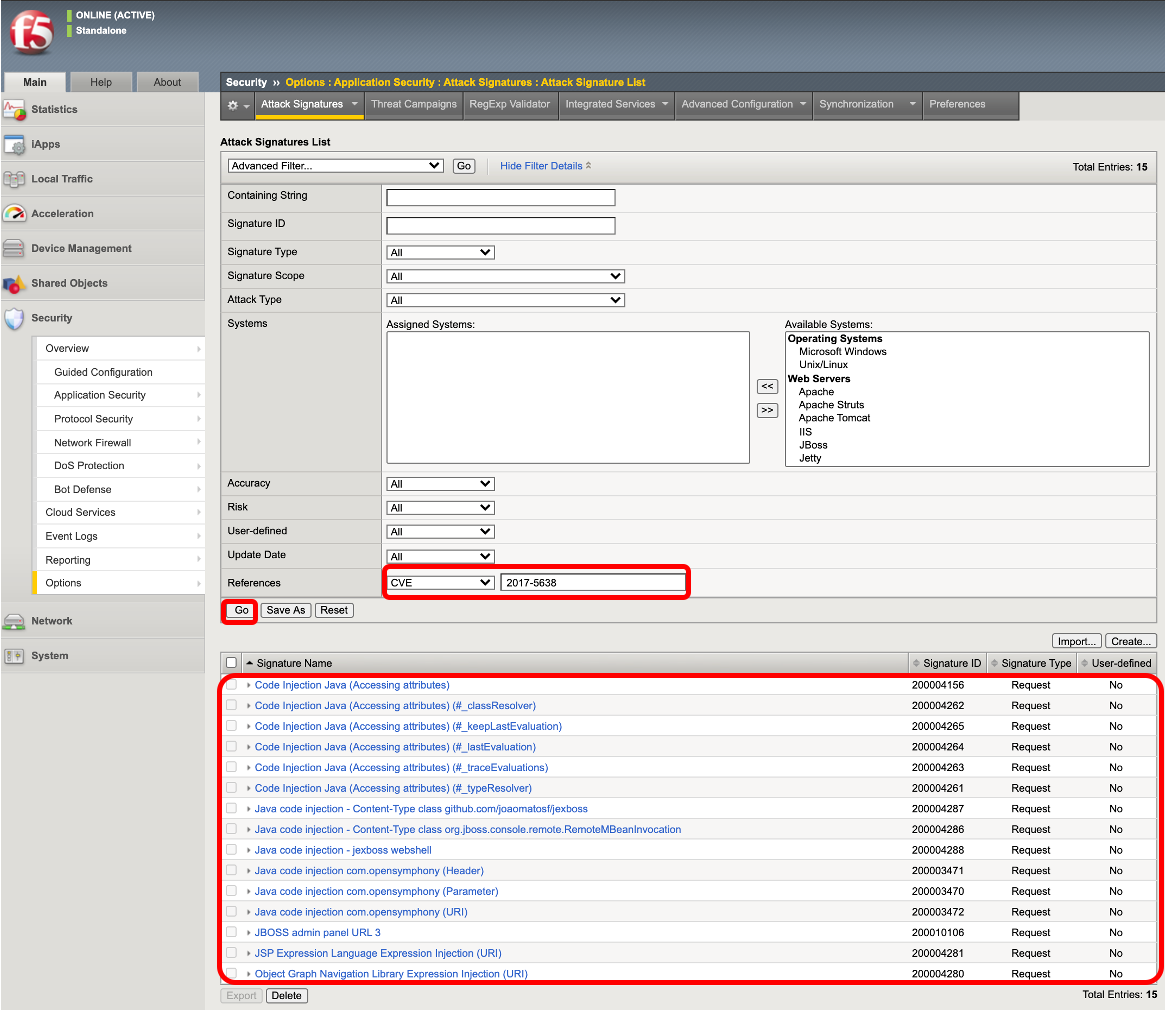 f5
ONLINE (ACTIVE)
Standalone
Main Help About
Statistics
iApps
Local Traffic
Acceleration
Device Management
Shared Objects
Security
Overview
Guided Configuration
Application Security
Protocol Security
Network Firewall
DoS Protection
Bot Defense
Cloud Services
Event Logs
Reporting
Options
Network
System
Security ›› Options : Application Security : Attack Signatures : Attack Signature List
Attack Signatures Threat Campaigns RegExp Validator Integrated Services Advanced Configuration Synchronization Preferences
Attack Signatures List
Advanced Filter... Go Hide Filter Details Total Entries: 15
Containing String
Signature ID
Signature Type All
Signature Scope All
Attack Type All
Systems Assigned Systems: Available Systems:
Operating Systems
Microsoft Windows
Unix/Linux
Web Servers
<< Apache
Apache Struts
>> Apache Tomcat
IIS
JBoss
Jetty
Accuracy All
Risk All
User-defined All
Update Date All
References CVE 2017-5638
Go Save As Reset
Import... Create...
Signature Name Signature ID Signature Type User-defined
Code Injection Java (Accessing attributes) 200004156 Request No
Code Injection Java (Accessing attributes) (#_classResolver) 200004262 Request No
Code Injection Java (Accessing attributes) (#_keepLastEvaluation) 200004265 Request No
Code Injection Java (Accessing attributes) (#_lastEvaluation) 200004264 Request No
Code Injection Java (Accessing attributes) (#_traceEvaluations) 200004263 Request No
Code Injection Java (Accessing attributes) (#_typeResolver) 200004261 Request No
Java code injection - Content-Type class github.com/joaomatosf/jexboss 200004287 Request No
Java code injection - Content-Type class org.jboss.console.remote.RemoteMBeanInvocation 200004286 Request No
Java code injection - jexboss webshell 200004288 Request No
Java code injection com.opensymphony (Header) 200003471 Request No
Java code injection com.opensymphony (Parameter) 200003470 Request No
Java code injection com.opensymphony (URI) 200003472 Request No
JBOSS admin panel URL 3 200010106 Request No
JSP Expression Language Expression Injection (URI) 200004281 Request No
Object Graph Navigation Library Expression Injection (URI) 200004280 Request No
Export Delete Total Entries: 15